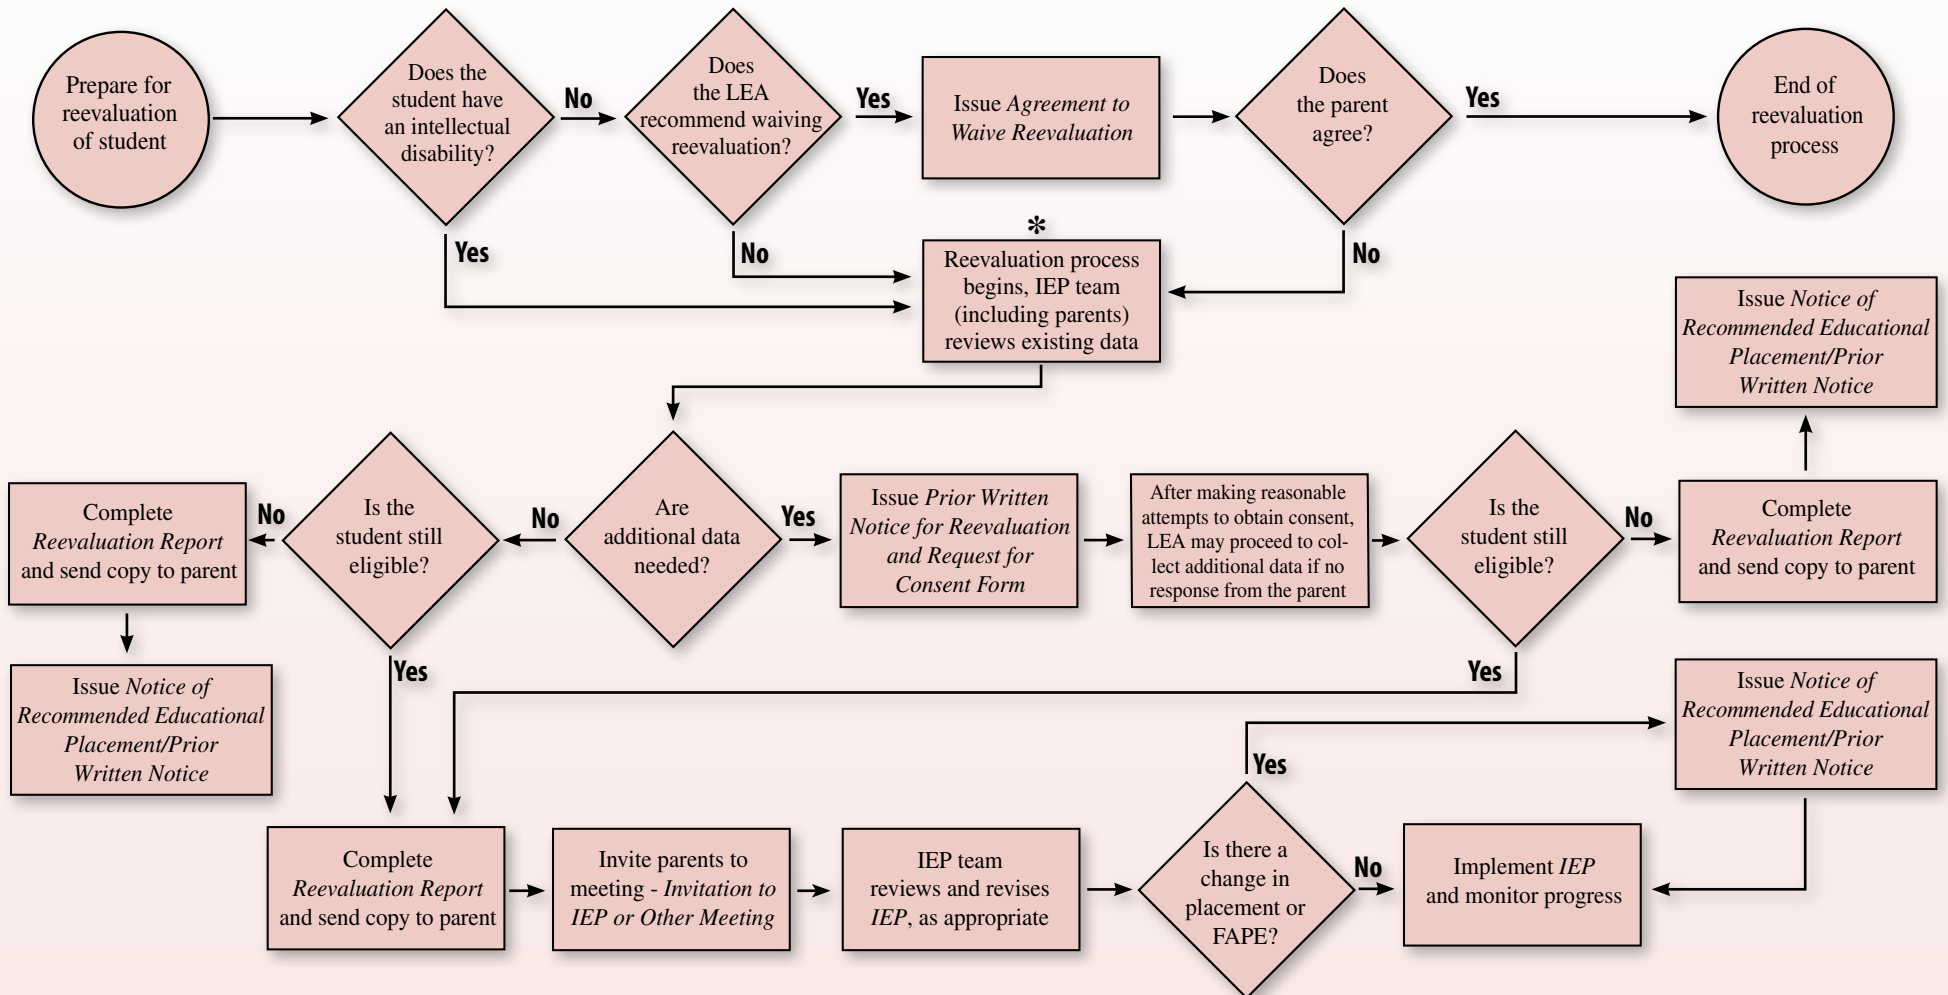 Prepare for
reevaluation
of student
Does the
student have
an intellectual
disability?
No
Yes
Does
the LEA
recommend waiving
reevaluation?
Yes
No
Issue Agreement to
Waive Reevaluation
Does
the parent
agree?
Yes
No
End of
reevaluation
process
*
Reevaluation process
begins, IEP team
(including parents)
reviews existing data
Issue Notice of
Recommended Educational
Placement/Prior
Written Notice
Complete
Reevaluation Report
and send copy to parent
No
Is the
student still
eligible?
No
Are
additional data
needed?
Yes
Issue Prior Written
Notice for Reevaluation
and Request for
Consent Form
After making reasonable
attempts to obtain consent,
LEA may proceed to col-
lect additional data if no
response from the parent
Is the
student still
eligible?
No
Complete
Reevaluation Report
and send copy to parent
Yes
Yes
Issue Notice of
Recommended Educational
Placement/Prior
Written Notice
Issue Notice of
Recommended Educational
Placement/Prior
Written Notice
Complete
Reevaluation Report
and send copy to parent
Invite parents to
meeting - Invitation to
IEP or Other Meeting
IEP team
reviews and revises
IEP, as appropriate
Yes
Is there a
change in
placement or
FAPE?
No
Implement IEP
and monitor progress